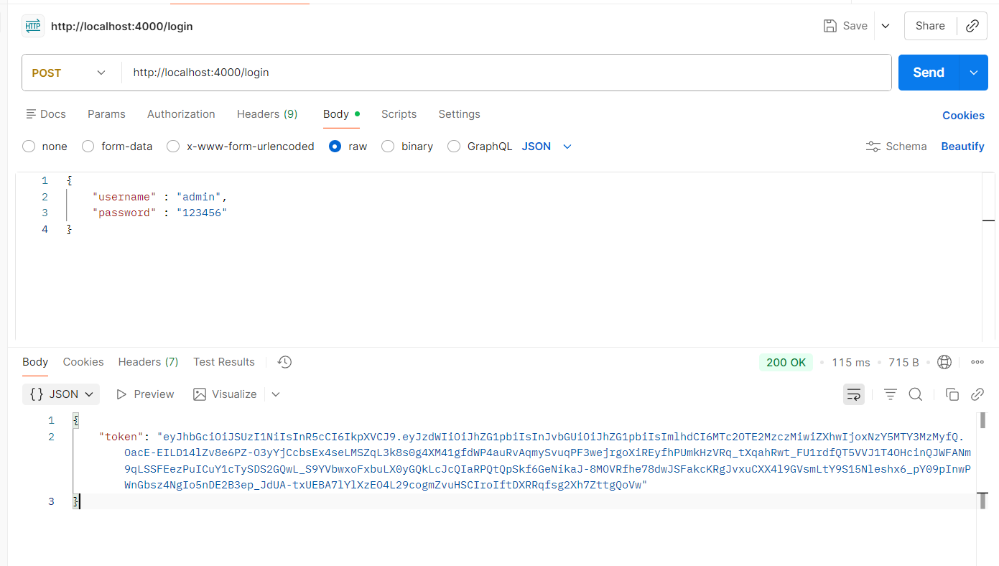 HTTP http://localhost:4000/login Save Share
POST http://localhost:4000/login Send
Docs Params Authorization Headers (9) Body Scripts Settings Cookies
none form-data x-www-form-urlencoded raw binary GraphQL JSON Schema Beautify
1 {
2 "username" : "admin",
3 "password" : "123456"
4 }
Body Cookies Headers (7) Test Results 200 OK 115 ms 715 B
{} JSON Preview Visualize
1 {
2 "token": "eyJhbGciOiJSUzI1NiIsInR5cCI6IkpXVCJ9.eyJzdWIiOiJhZG1pbiIsInJvbGUiOiJhZG1pbiIsImlhdCI6MTc2OTE2MzczMiwiZXhwIjoxNzY5MTY3MzMyfQ.
OacE-EILD14lZv8e6PZ-O3yYjCcbsEx4seLMSZqL3k8s0g4XM41gfdWP4auRvAqmySvuqPF3wejrgoXiREyfhPUmkHzVRq_tXqahRwt_FU1rdfQT5VVJ1T4OHcinQJWFANm
9qLSSFEezPuICuY1cTySDS2GQwL_S9YVbwxoFxbuLX0yGQkLcJcQIaRPQtQpSkf6GeNikaJ-8MOVRfhe78dwJSFakcKRgJvxuCXX4l9GVsmLtY9S15Nleshx6_pY09pInwP
WnGbsz4NgIo5nDE2B3ep_JdUA-txUEBA7lYlXzEO4L29cogmZvuHSCIroIftDXRRqfsg2Xh7ZttgQoVw"
3 }